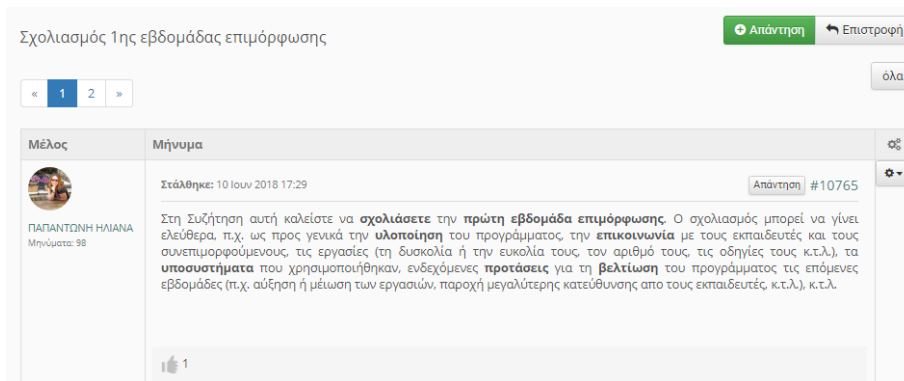 Σχολιασμός 1ης εβδομάδας επιμόρφωσης
Απάντηση
Επιστροφή
όλα
« 1 2 »
Μέλος
Μήνυμα
Στάλθηκε: 10 Ιουν 2018 17:29
Απάντηση #10765
ΠΑΠΑΝΤΩΝΗ ΗΛΙΑΝΑ
Μηνύματα: 98
Στη Συζήτηση αυτή καλείστε να σχολιάσετε την πρώτη εβδομάδα επιμόρφωσης. Ο σχολιασμός μπορεί να γίνει
ελεύθερα, π.χ. ως προς γενικά την υλοποίηση του προγράμματος, την επικοινωνία με τους εκπαιδευτές και τους
συνεπιμορφούμενους, τις εργασίες (τη δυσκολία ή την ευκολία τους, τον αριθμό τους, τις οδηγίες τους κ.τ.λ.), τα
υποσυστήματα που χρησιμοποιήθηκαν, ενδεχόμενες προτάσεις για τη βελτίωση του προγράμματος τις επόμενες
εβδομάδες (π.χ. αύξηση ή μείωση των εργασιών, παροχή μεγαλύτερης κατεύθυνσης απο τους εκπαιδευτές, κ.τ.λ.), κ.τ.λ.
1